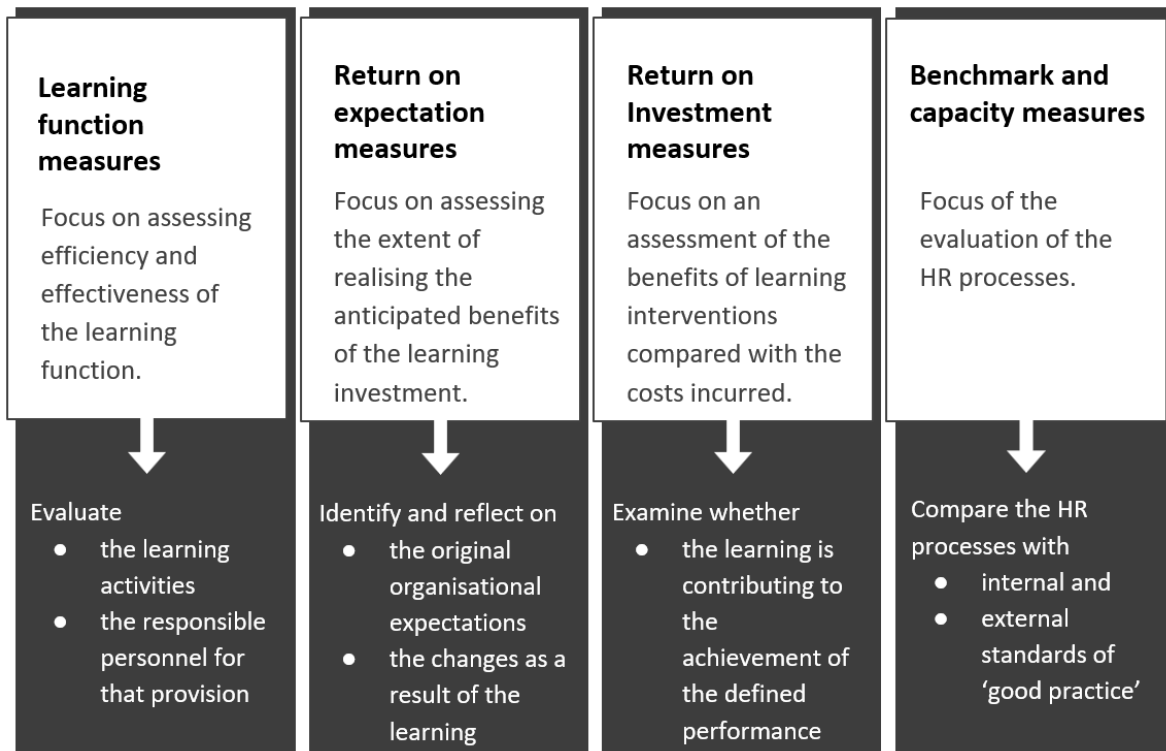 Learning
function
measures
Focus on assessing
efficiency and
effectiveness of
the learning
function.
Evaluate
● the learning
activities
● the responsible
personnel for
that provision
Return on
expectation
measures
Focus on assessing
the extent of
realising the
anticipated benefits
of the learning
investment.
Identify and reflect on
● the original
organisational
expectations
● the changes as a
result of the
learning
Return on
Investment
measures
Focus on an
assessment of the
benefits of learning
interventions
compared with the
costs incurred.
Examine whether
● the learning is
contributing to
the
achievement of
the defined
performance
Benchmark and
capacity measures
Focus of the
evaluation of the
HR processes.
Compare the HR
processes with
● internal and
● external
standards of
‘good practice’